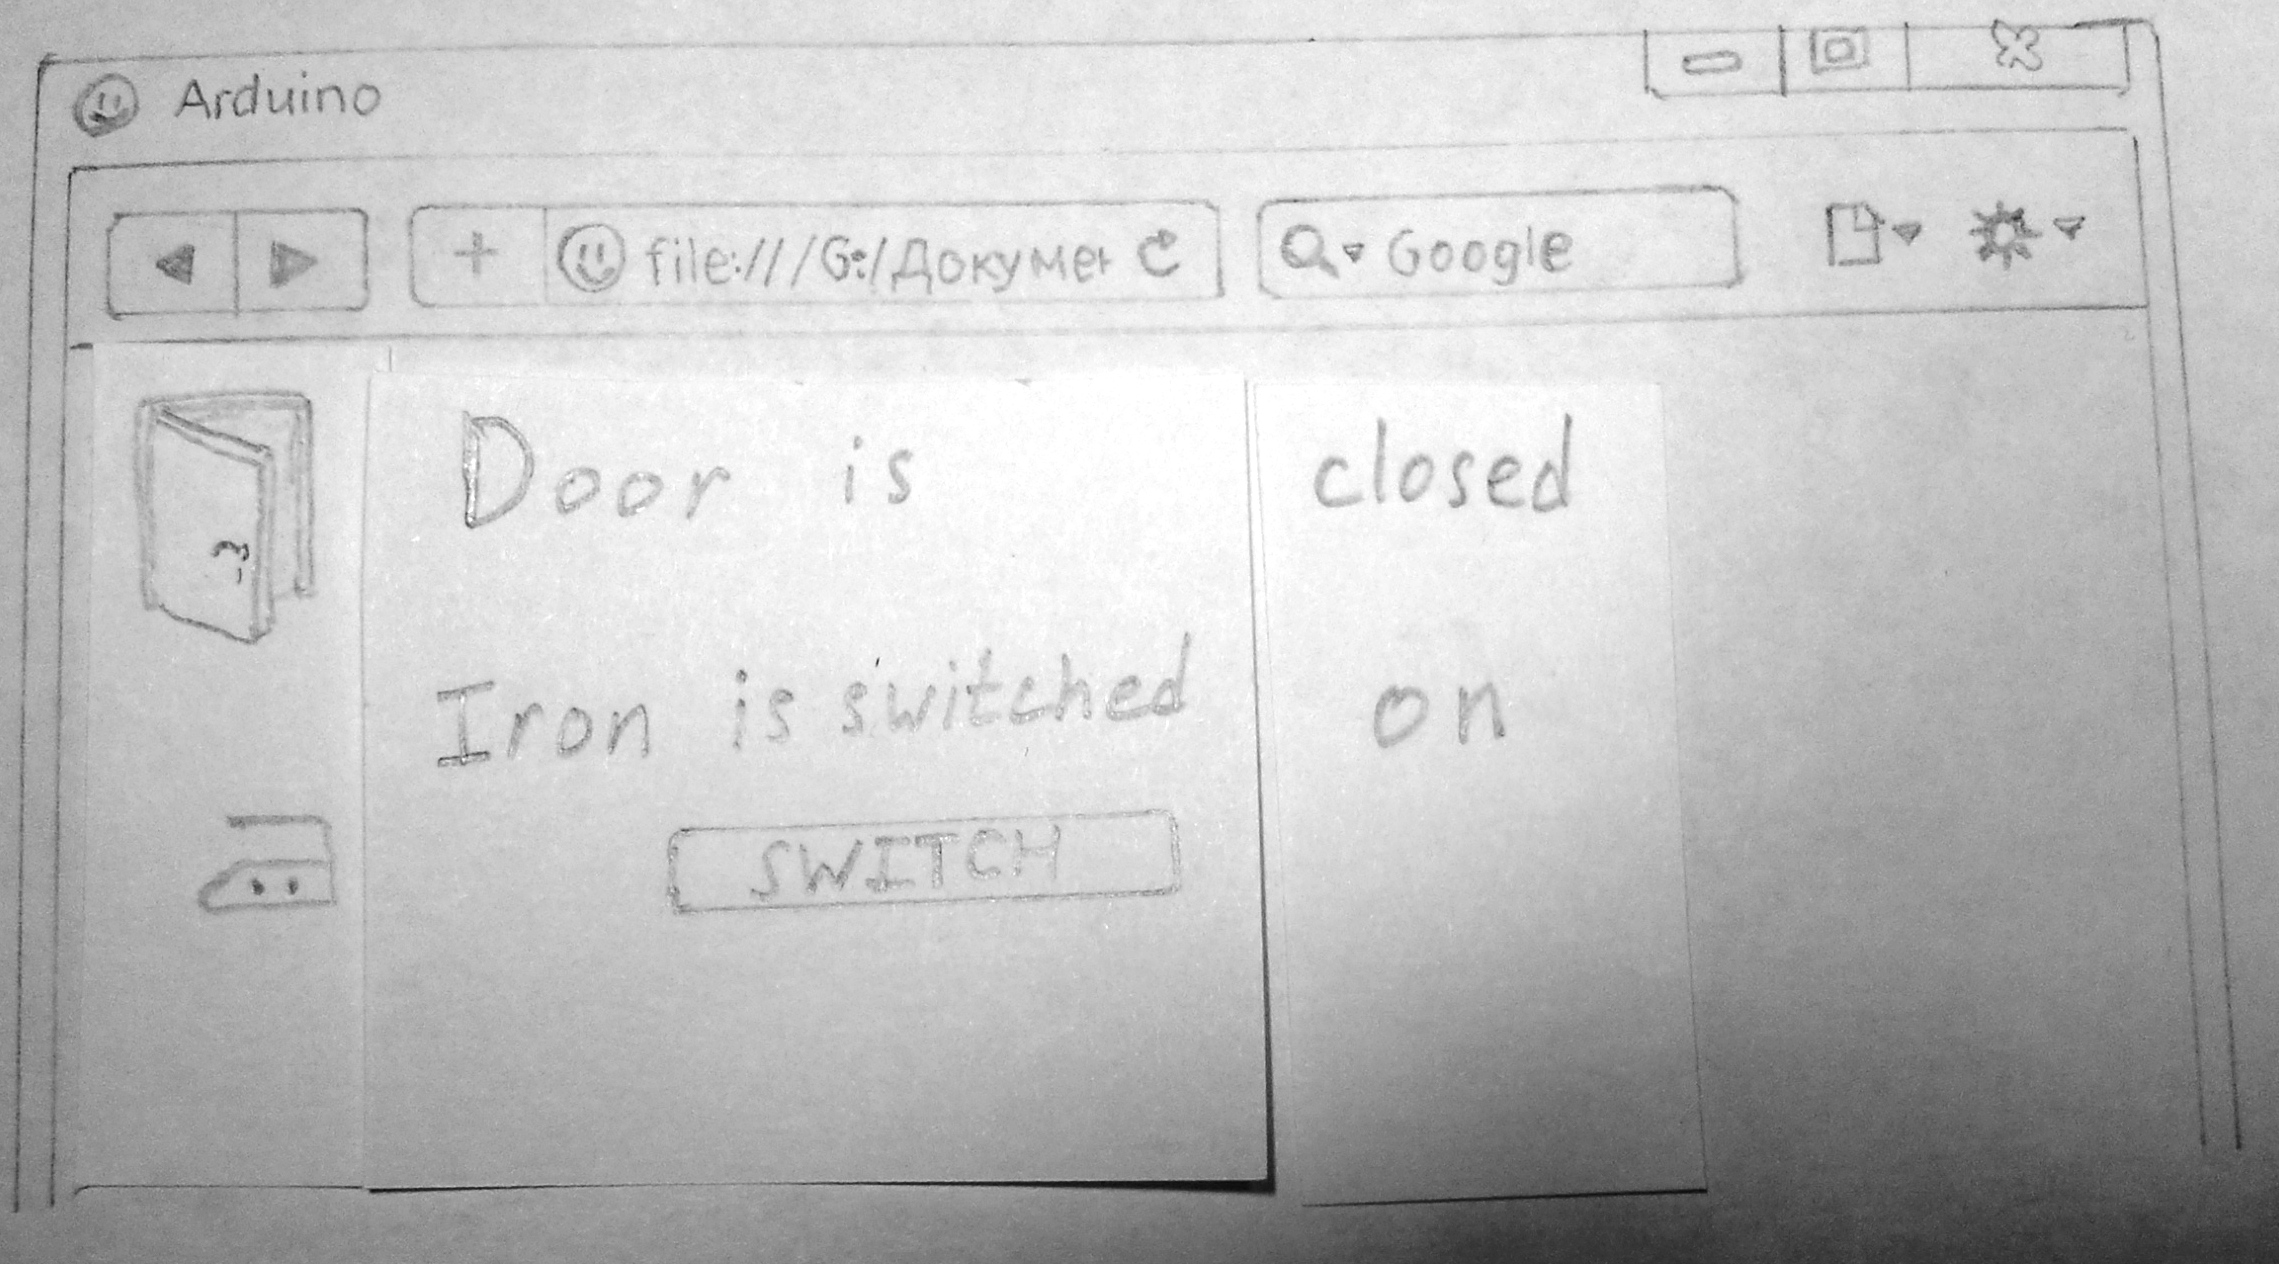 Arduino
+ file:///G:/Докумен Google
Door is closed
Iron is switched on
SWITCH